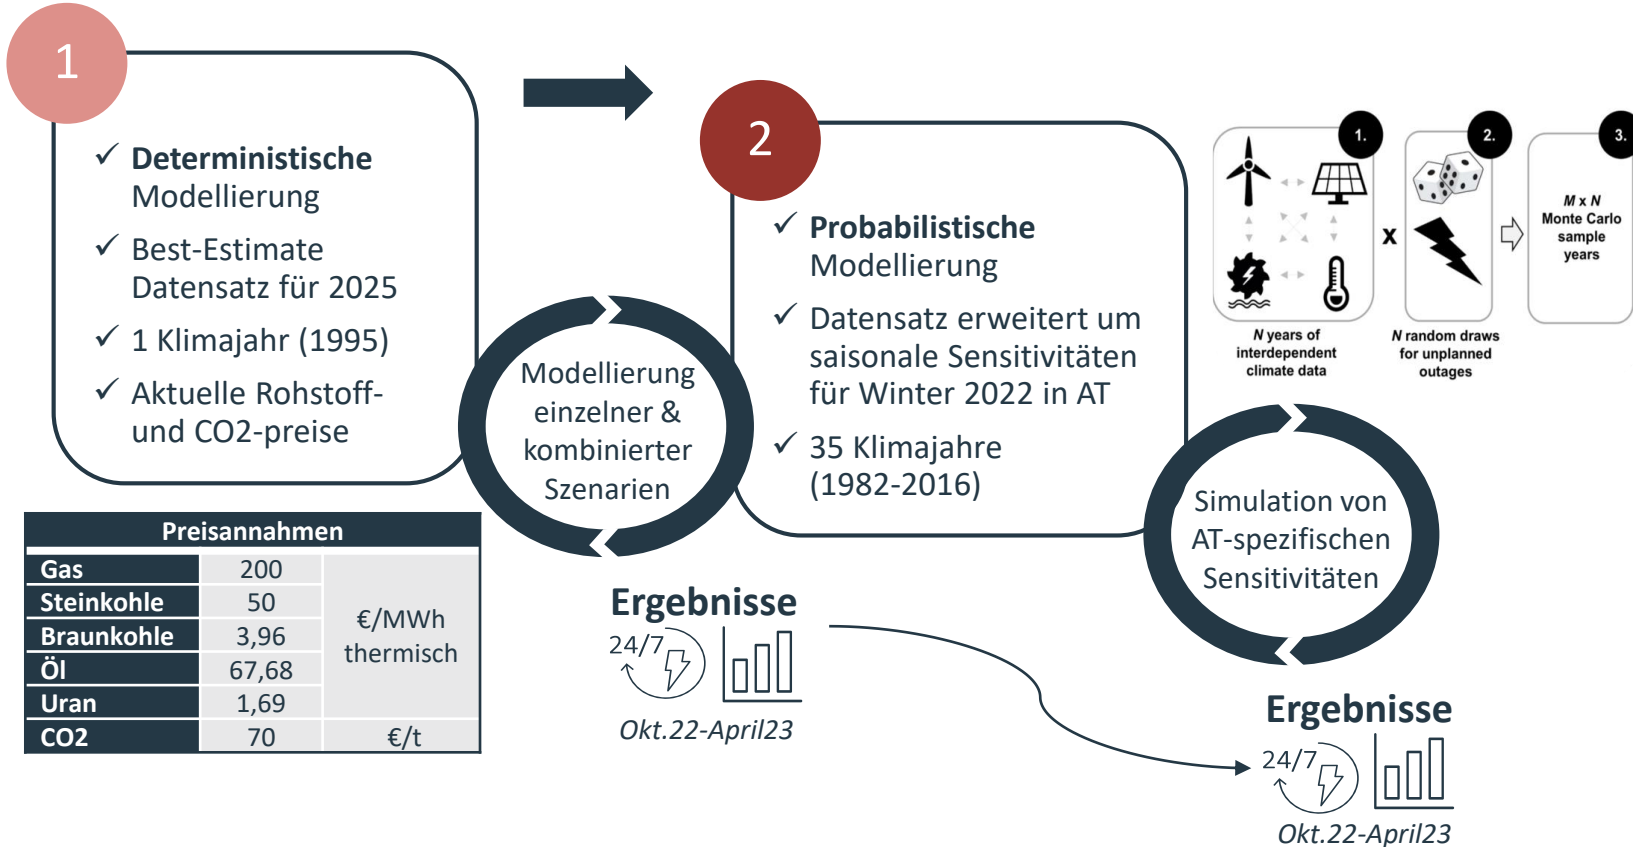 1
✓ Deterministische
Modellierung
✓ Best-Estimate
Datensatz für 2025
✓ 1 Klimajahr (1995)
✓ Aktuelle Rohstoff-
und CO2-preise
Preisannahmen
Gas 200
Steinkohle 50
Braunkohle 3,96
Öl 67,68
Uran 1,69
€/MWh
thermisch
CO2 70 €/t
Modellierung
einzelner &
kombinierter
Szenarien
Ergebnisse
24/7
Okt.22-April23
2
✓ Probabilistische
Modellierung
✓ Datensatz erweitert um
saisonale Sensitivitäten
für Winter 2022 in AT
✓ 35 Klimajahre
(1982-2016)
1.
N years of
interdependent
climate data
x
2.
N random draws
for unplanned
outages
3.
M x N
Monte Carlo
sample
years
Simulation von
AT-spezifischen
Sensitivitäten
Ergebnisse
24/7
Okt.22-April23